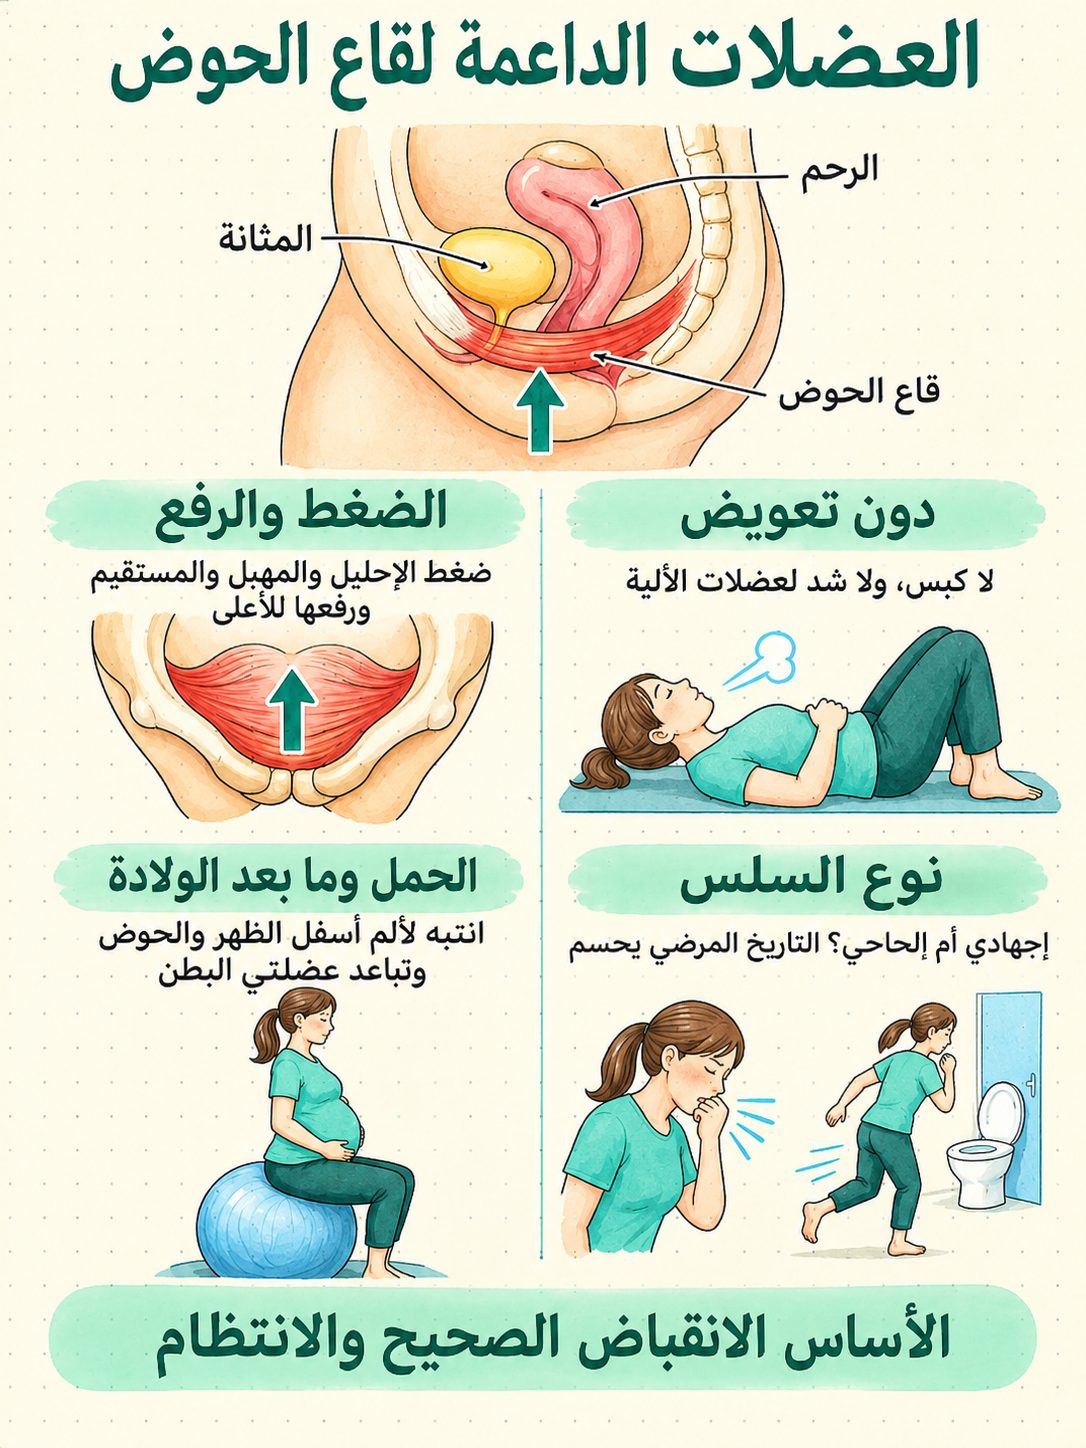 العضلات الداعمة لقاع الحوض
الرحم
المثانة
قاع الحوض
دون تعويض
لا كبس، ولا شد لعضلات الألية
الضغط والرفع
ضغط الإحليل والمهبل والمستقيم
ورفعها للأعلى
نوع السلس
إجهادي أم إلحاحي؟ التاريخ المرضي يحسم
الحمل وما بعد الولادة
انتبه لألم أسفل الظهر والحوض
وتباعد عضلتي البطن
الأساس الانقباض الصحيح والانتظام